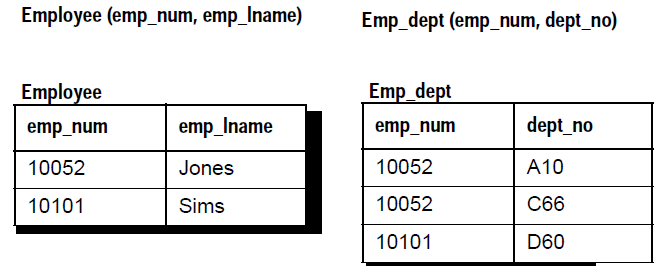 Employee (emp_num, emp_lname)
Emp_dept (emp_num, dept_no)
Employee
emp_num emp_lname
10052 Jones
10101 Sims
Emp_dept
emp_num dept_no
10052 A10
10052 C66
10101 D60